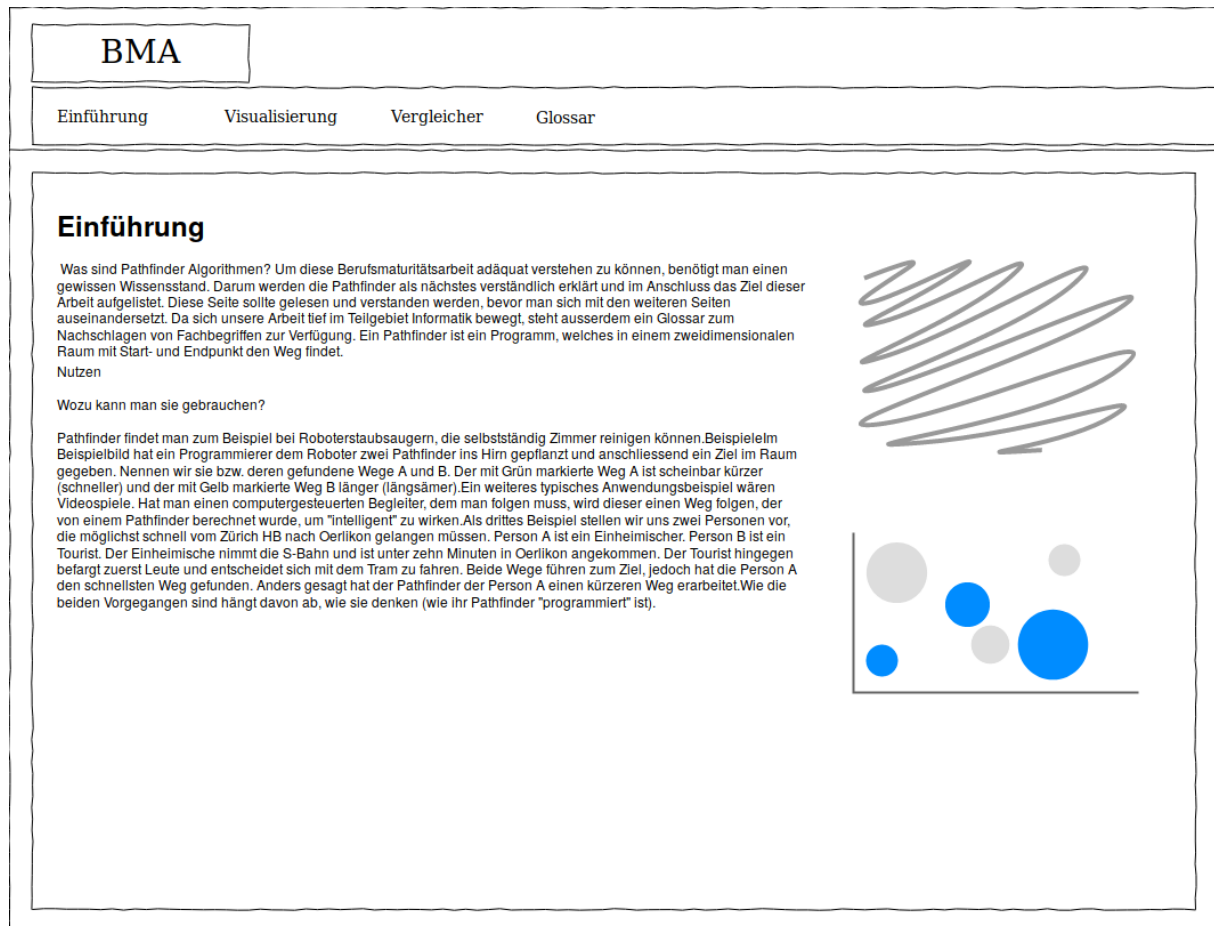 BMA
Einführung Visualisierung Vergleicher Glossar
Einführung
Was sind Pathfinder Algorithmen? Um diese Berufsmaturitätsarbeit adäquat verstehen zu können, benötigt man einen
gewissen Wissensstand. Darum werden die Pathfinder als nächstes verständlich erklärt und im Anschluss das Ziel dieser
Arbeit aufgelistet. Diese Seite sollte gelesen und verstanden werden, bevor man sich mit den weiteren Seiten
auseinandersetzt. Da sich unsere Arbeit tief im Teilgebiet Informatik bewegt, steht ausserdem ein Glossar zum
Nachschlagen von Fachbegriffen zur Verfügung. Ein Pathfinder ist ein Programm, welches in einem zweidimensionalen
Raum mit Start- und Endpunkt den Weg findet.
Nutzen
Wozu kann man sie gebrauchen?
Pathfinder findet man zum Beispiel bei Roboterstaubsaugern, die selbstständig Zimmer reinigen können.BeispieleIm
Beispielbild hat ein Programmierer dem Roboter zwei Pathfinder ins Hirn gepflanzt und anschliessend ein Ziel im Raum
gegeben. Nennen wir sie bzw. deren gefundene Wege A und B. Der mit Grün markierte Weg A ist scheinbar kürzer
(schneller) und der mit Gelb markierte Weg B länger (längsämer).Ein weiteres typisches Anwendungsbeispiel wären
Videospiele. Hat man einen computergesteuerten Begleiter, dem man folgen muss, wird dieser einen Weg folgen, der
von einem Pathfinder berechnet wurde, um "intelligent" zu wirken.Als drittes Beispiel stellen wir uns zwei Personen vor,
die möglichst schnell vom Zürich HB nach Oerlikon gelangen müssen. Person A ist ein Einheimischer. Person B ist ein
Tourist. Der Einheimische nimmt die S-Bahn und ist unter zehn Minuten in Oerlikon angekommen. Der Tourist hingegen
befargt zuerst Leute und entscheidet sich mit dem Tram zu fahren. Beide Wege führen zum Ziel, jedoch hat die Person A
den schnellsten Weg gefunden. Anders gesagt hat der Pathfinder der Person A einen kürzeren Weg erarbeitet.Wie die
beiden Vorgegangen sind hängt davon ab, wie sie denken (wie ihr Pathfinder "programmiert" ist).